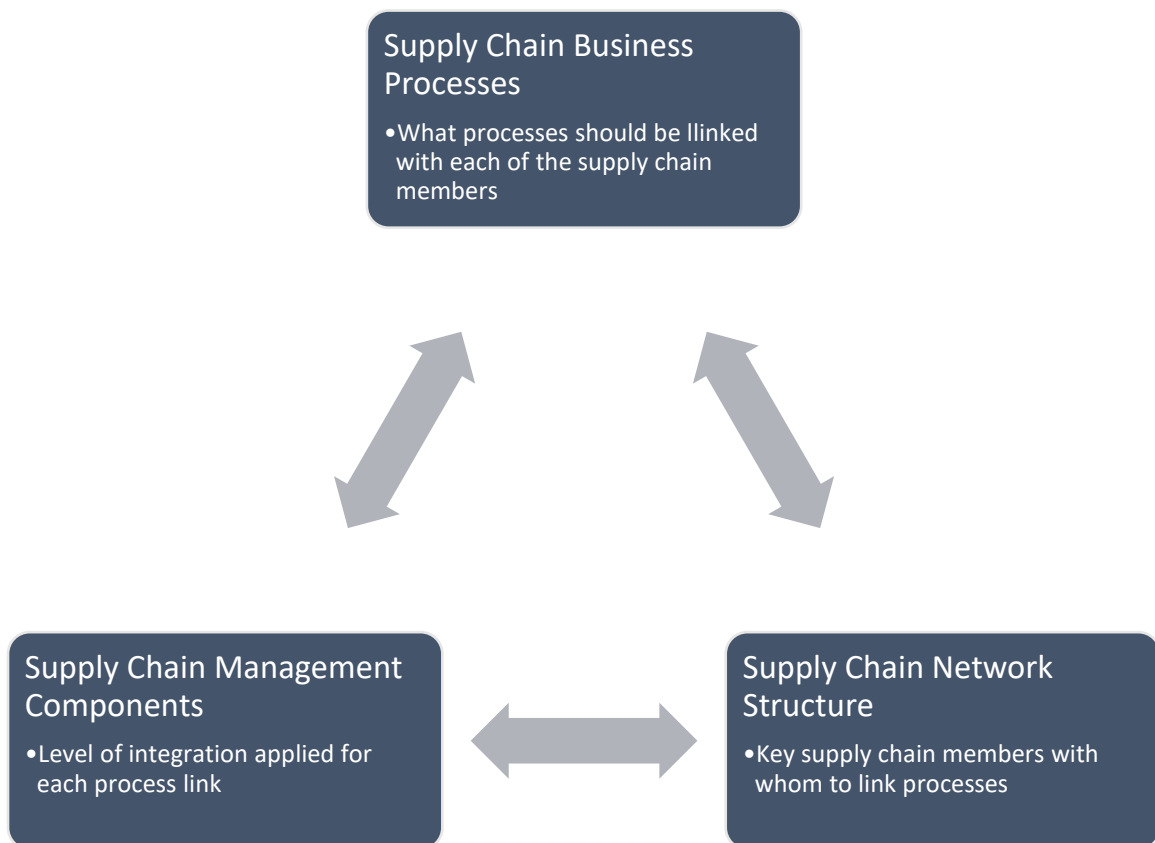 Supply Chain Business
Processes
•What processes should be llinked
with each of the supply chain
members
Supply Chain Management
Components
•Level of integration applied for
each process link
Supply Chain Network
Structure
•Key supply chain members with
whom to link processes